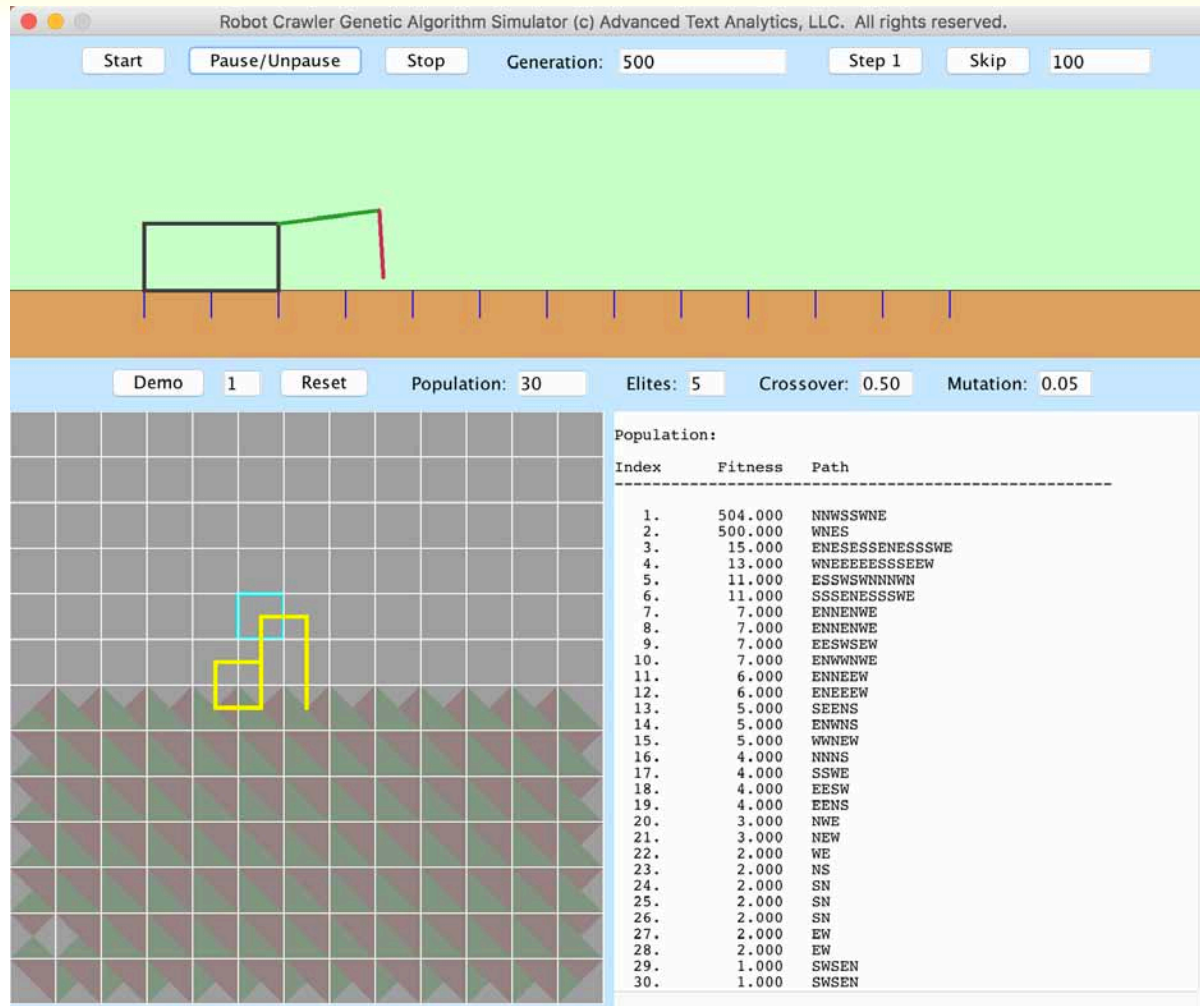 Robot Crawler Genetic Algorithm Simulator (c) Advanced Text Analytics, LLC. All rights reserved.
Start Pause/Unpause Stop Generation: 500 Step 1 Skip 100
Demo 1 Reset Population: 30 Elites: 5 Crossover: 0.50 Mutation: 0.05
Population:
Index Fitness Path
-----------------------------------------------------
1. 504.000 NNWSSWNE
2. 500.000 WNES
3. 15.000 ENESESSENESSSWE
4. 13.000 WNEEEEESSSEEW
5. 11.000 ESSWSWNNNWN
6. 11.000 SSSENESSSWE
7. 7.000 ENNENWE
8. 7.000 ENNENWE
9. 7.000 EESWSEW
10. 7.000 ENWWNWE
11. 6.000 ENNEEW
12. 6.000 ENEEEW
13. 5.000 SEENS
14. 5.000 ENWNS
15. 5.000 WWNEW
16. 4.000 NNNS
17. 4.000 SSWE
18. 4.000 EESW
19. 4.000 EENS
20. 3.000 NWE
21. 3.000 NEW
22. 2.000 WE
23. 2.000 NS
24. 2.000 SN
25. 2.000 SN
26. 2.000 SN
27. 2.000 EW
28. 2.000 EW
29. 1.000 SWSEN
30. 1.000 SWSEN